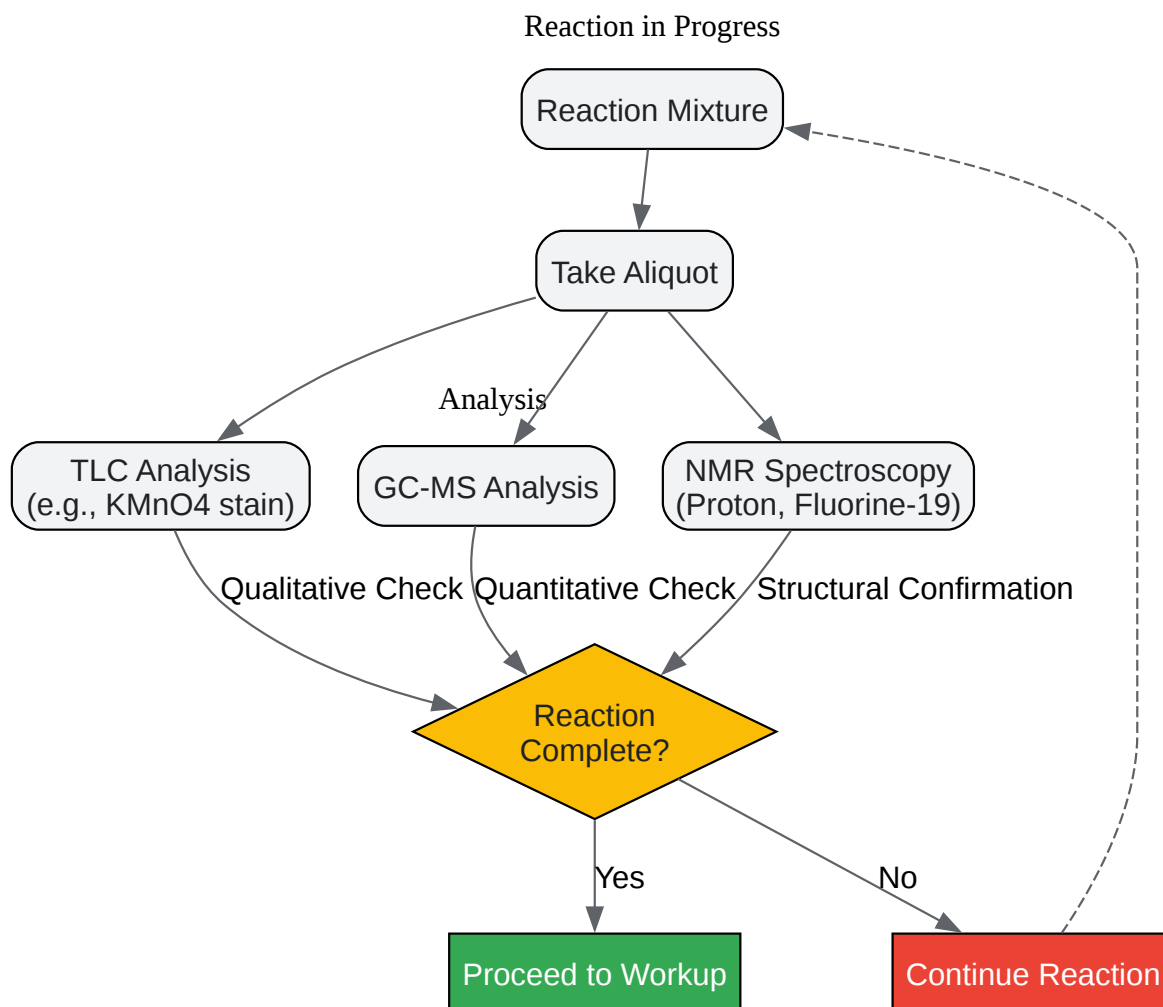 Reaction in Progress
Reaction Mixture
Take Aliquot
Analysis
TLC Analysis
(e.g., KMnO4 stain)
GC-MS Analysis
NMR Spectroscopy
(Proton, Fluorine-19)
Qualitative Check
Quantitative Check
Structural Confirmation
Reaction
Complete?
Yes
No
Proceed to Workup
Continue Reaction